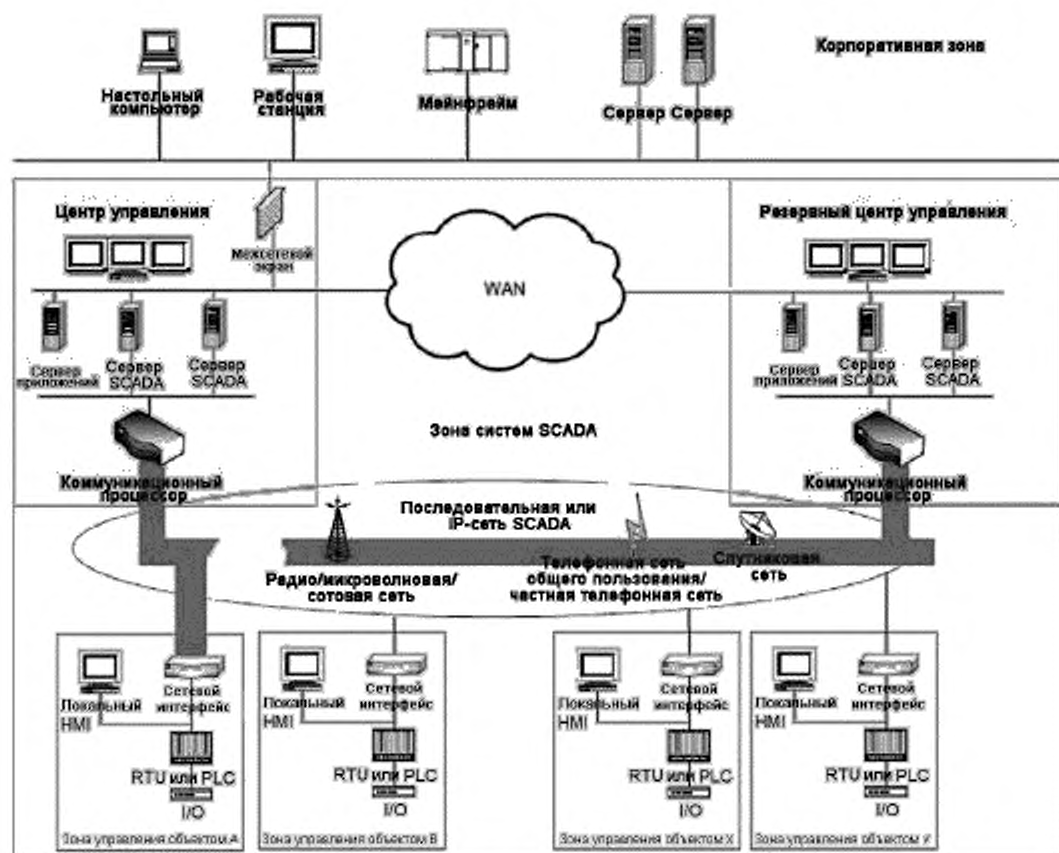 Корпоративная зона
Настольный
компьютер
Рабочая
станция
Мейнфрейм
Сервер
Сервер
Центр управления
Межсетевой
экран
WAN
Резервный центр управления
Сервер
приложений
Сервер
SCADA
Сервер
SCADA
Сервер
приложений
Сервер
SCADA
Сервер
SCADA
Зона систем SCADA
Коммуникационный
процессор
Коммуникационный
процессор
Последовательная или
IP-сеть SCADA
Радио/микроволновая/
сотовая сеть
Телефонная сеть
общего пользования/
частная телефонная сеть
Спутниковая
сеть
Локальный
HMI
Сетевой
интерфейс
RTU или PLC
I/O
Зона управления объектом А
Локальный
HMI
Сетевой
интерфейс
RTU или PLC
I/O
Зона управления объектом В
Локальный
HMI
Сетевой
интерфейс
RTU или PLC
I/O
Зона управления объектом X
Локальный
HMI
Сетевой
интерфейс
RTU или PLC
I/O
Зона управления объектом Y